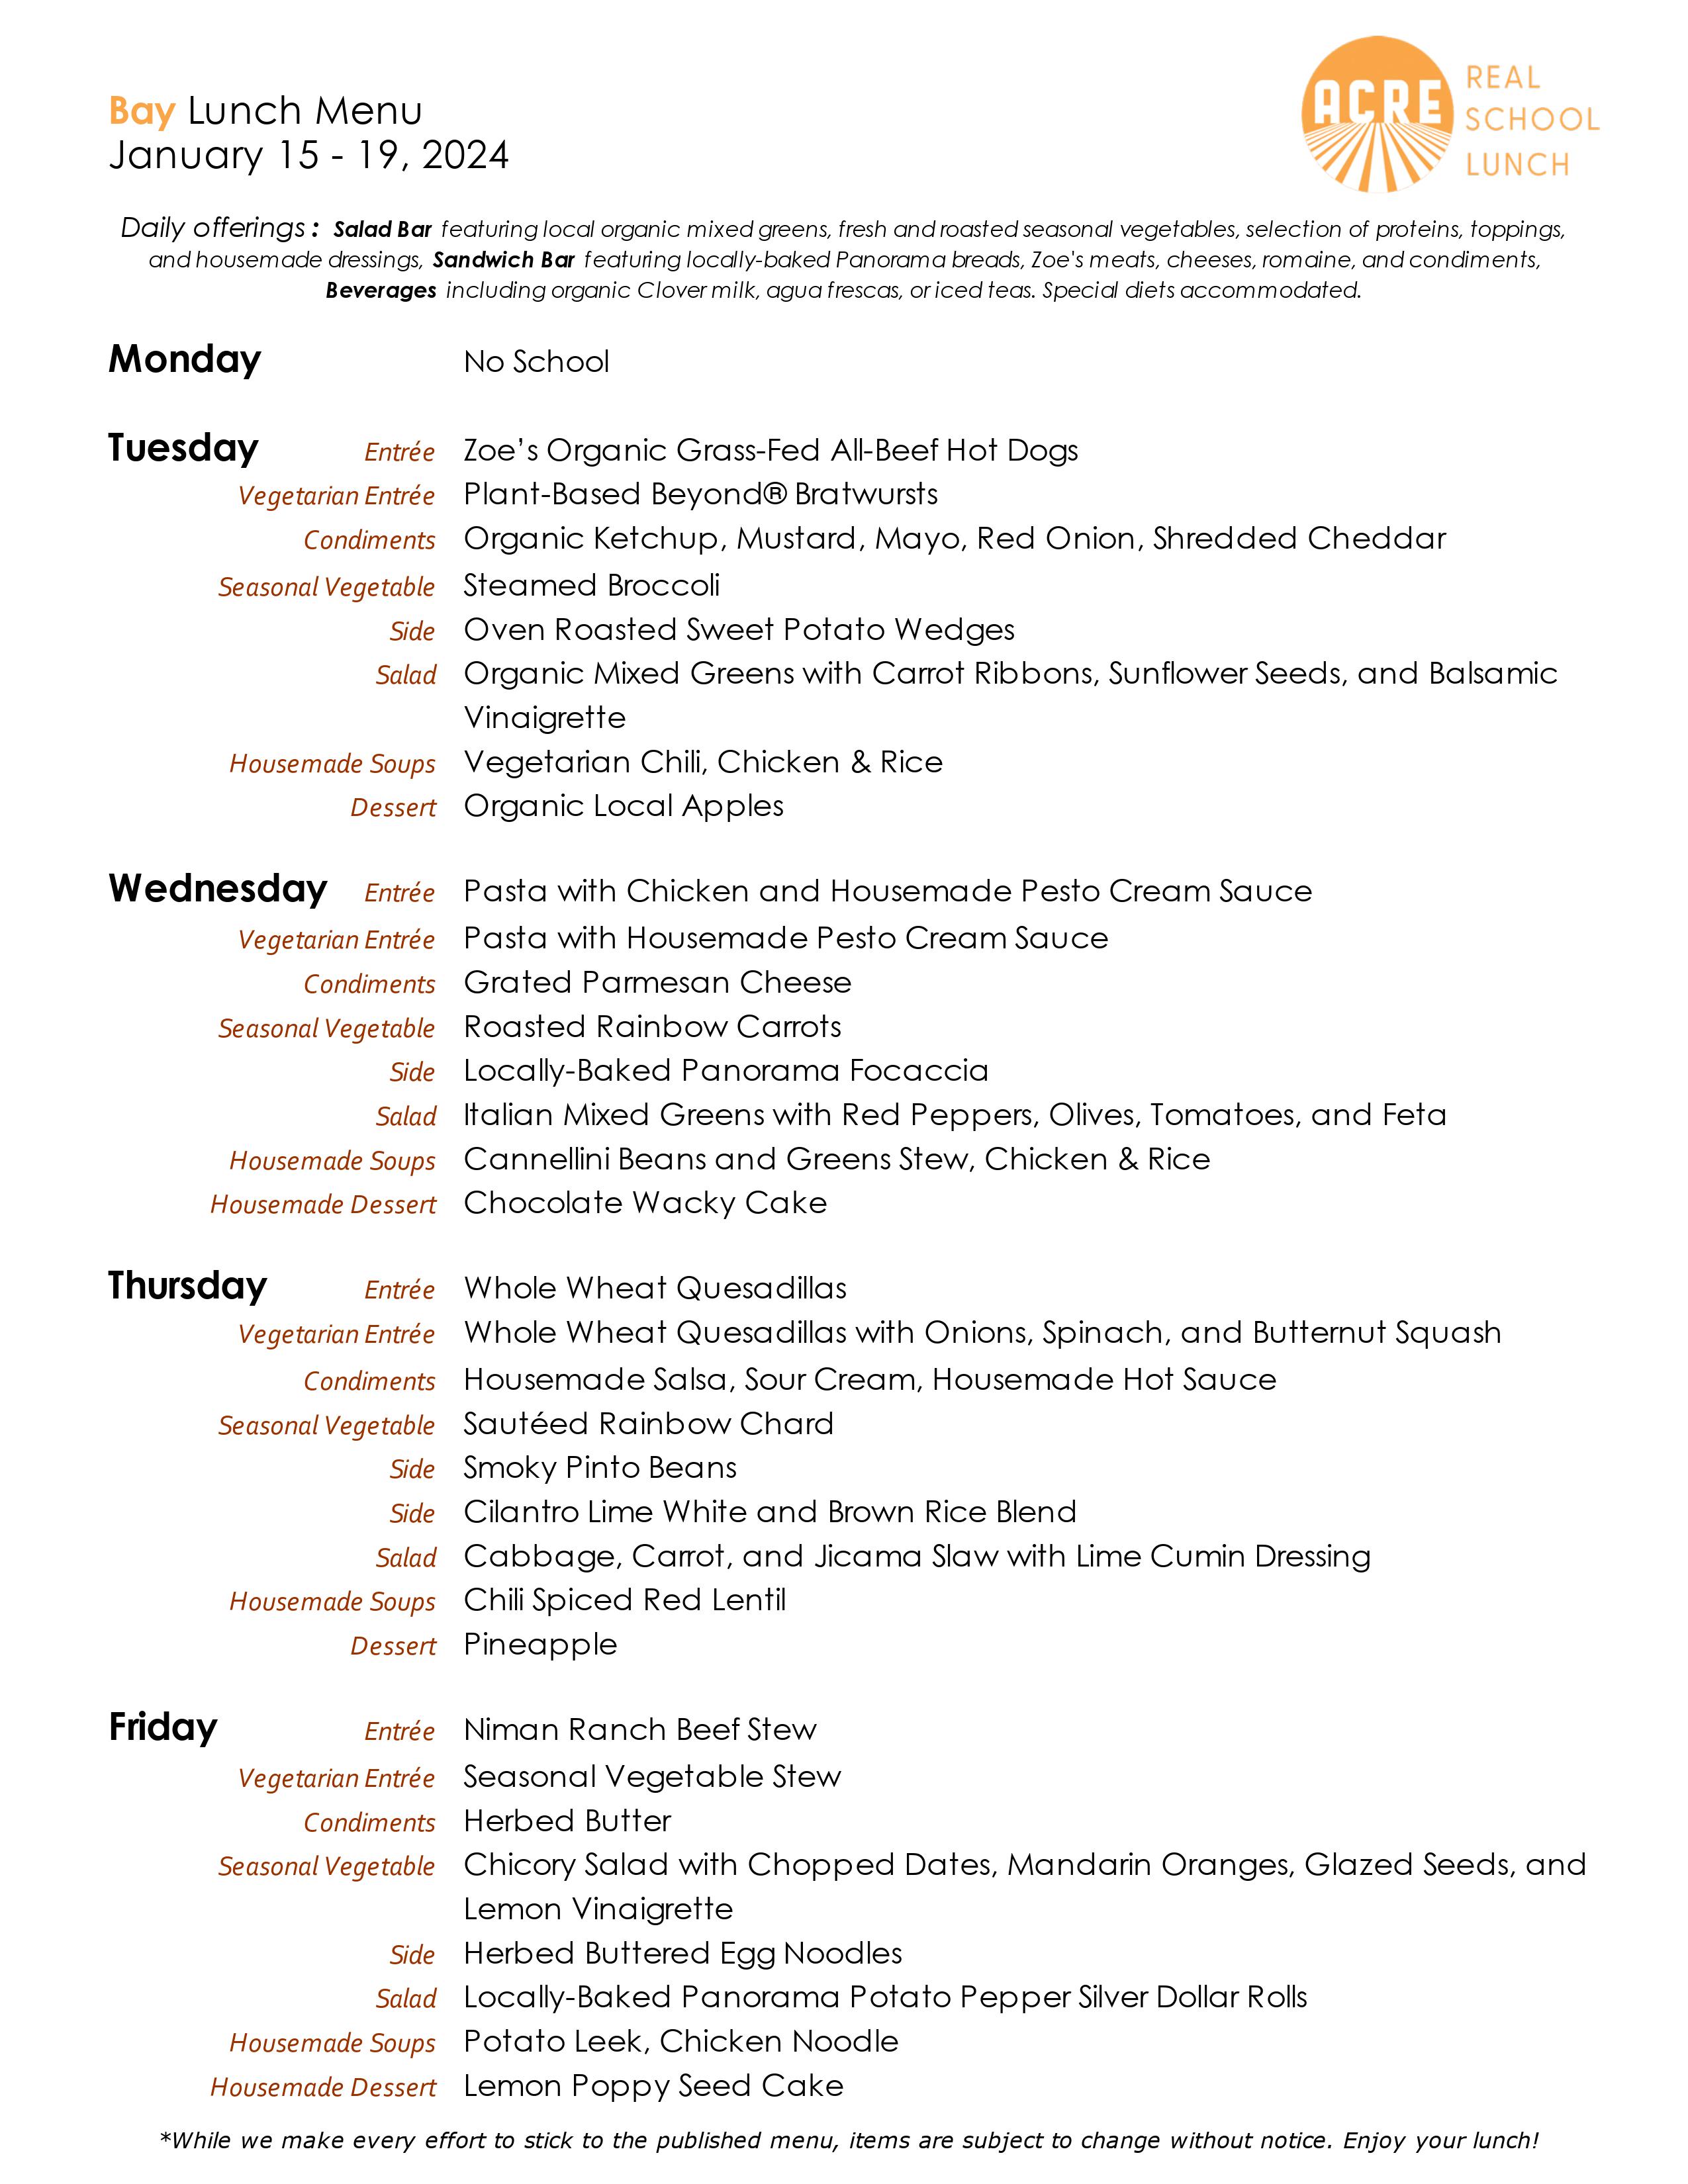 Bay Lunch Menu
January 15 - 19, 2024
ACRE
REAL
SCHOOL
LUNCH
Daily offerings : Salad Bar featuring local organic mixed greens, fresh and roasted seasonal vegetables, selection of proteins, toppings,
and housemade dressings, Sandwich Bar featuring locally-baked Panorama breads, Zoe's meats, cheeses, romaine, and condiments,
Beverages including organic Clover milk, agua frescas, or iced teas. Special diets accommodated.
Monday No School
Tuesday Entrée Zoe’s Organic Grass-Fed All-Beef Hot Dogs
Vegetarian Entrée Plant-Based Beyond® Bratwursts
Condiments Organic Ketchup, Mustard, Mayo, Red Onion, Shredded Cheddar
Seasonal Vegetable Steamed Broccoli
Side Oven Roasted Sweet Potato Wedges
Salad Organic Mixed Greens with Carrot Ribbons, Sunflower Seeds, and Balsamic
Vinaigrette
Housemade Soups Vegetarian Chili, Chicken & Rice
Dessert Organic Local Apples
Wednesday Entrée Pasta with Chicken and Housemade Pesto Cream Sauce
Vegetarian Entrée Pasta with Housemade Pesto Cream Sauce
Condiments Grated Parmesan Cheese
Seasonal Vegetable Roasted Rainbow Carrots
Side Locally-Baked Panorama Focaccia
Salad Italian Mixed Greens with Red Peppers, Olives, Tomatoes, and Feta
Housemade Soups Cannellini Beans and Greens Stew, Chicken & Rice
Housemade Dessert Chocolate Wacky Cake
Thursday Entrée Whole Wheat Quesadillas
Vegetarian Entrée Whole Wheat Quesadillas with Onions, Spinach, and Butternut Squash
Condiments Housemade Salsa, Sour Cream, Housemade Hot Sauce
Seasonal Vegetable Sautéed Rainbow Chard
Side Smoky Pinto Beans
Side Cilantro Lime White and Brown Rice Blend
Salad Cabbage, Carrot, and Jicama Slaw with Lime Cumin Dressing
Housemade Soups Chili Spiced Red Lentil
Dessert Pineapple
Friday Entrée Niman Ranch Beef Stew
Vegetarian Entrée Seasonal Vegetable Stew
Condiments Herbed Butter
Seasonal Vegetable Chicory Salad with Chopped Dates, Mandarin Oranges, Glazed Seeds, and
Lemon Vinaigrette
Side Herbed Buttered Egg Noodles
Salad Locally-Baked Panorama Potato Pepper Silver Dollar Rolls
Housemade Soups Potato Leek, Chicken Noodle
Housemade Dessert Lemon Poppy Seed Cake
*While we make every effort to stick to the published menu, items are subject to change without notice. Enjoy your lunch!